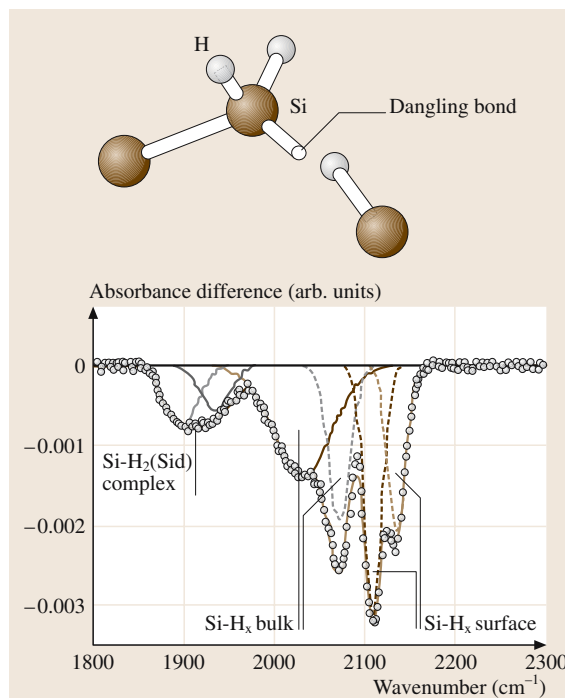 H
Si
Dangling bond
Absorbance difference (arb. units)
0
−0.001
−0.002
−0.003
Si-H₂(Sid)
complex
Si-Hₓ bulk
Si-Hₓ surface
1800 1900 2000 2100 2200 2300
Wavenumber (cm⁻¹)